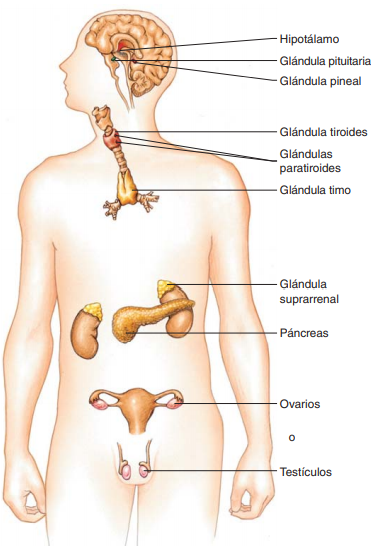 Hipotálamo
Glándula pituitaria
Glándula pineal
Glándula tiroides
Glándulas
paratiroides
Glándula timo
Glándula
suprarrenal
Páncreas
Ovarios
o
Testículos